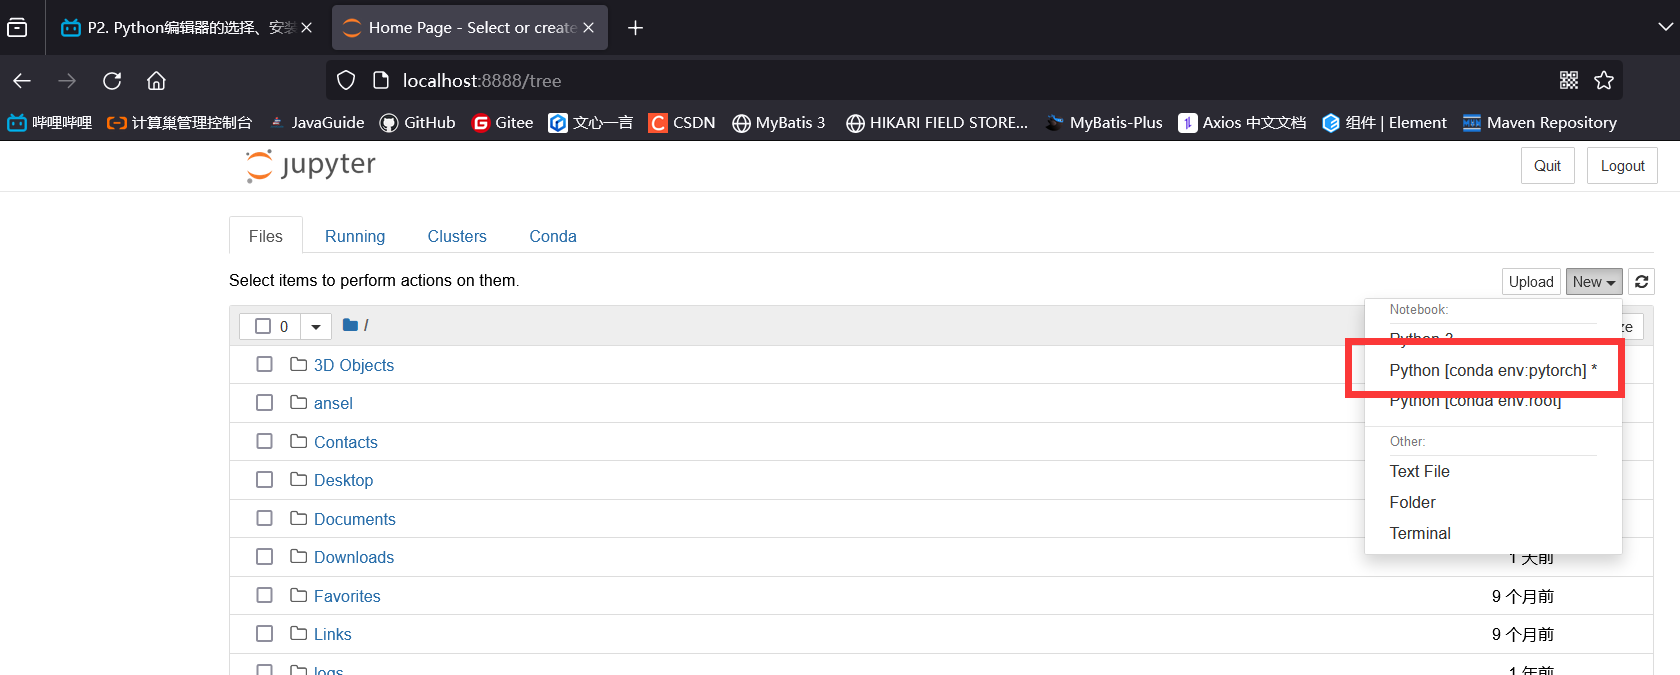 P2. Python编辑器的选择、安装
Home Page - Select or create
localhost:8888/tree
哔哩哔哩 计算巢管理控制台 JavaGuide GitHub Gitee 文心一言 CSDN MyBatis 3 HIKARI FIELD STORE... MyBatis-Plus Axios 中文文档 组件 | Element Maven Repository
jupyter Quit Logout
Files Running Clusters Conda
Select items to perform actions on them. Upload New
0 /
3D Objects
ansel
Contacts
Desktop
Documents
Downloads 1 天前
Favorites 9 个月前
Links 9 个月前
logs 1 年前
Notebook:
Python [conda env:pytorch] *
Python [conda env:root]
Other:
Text File
Folder
Terminal